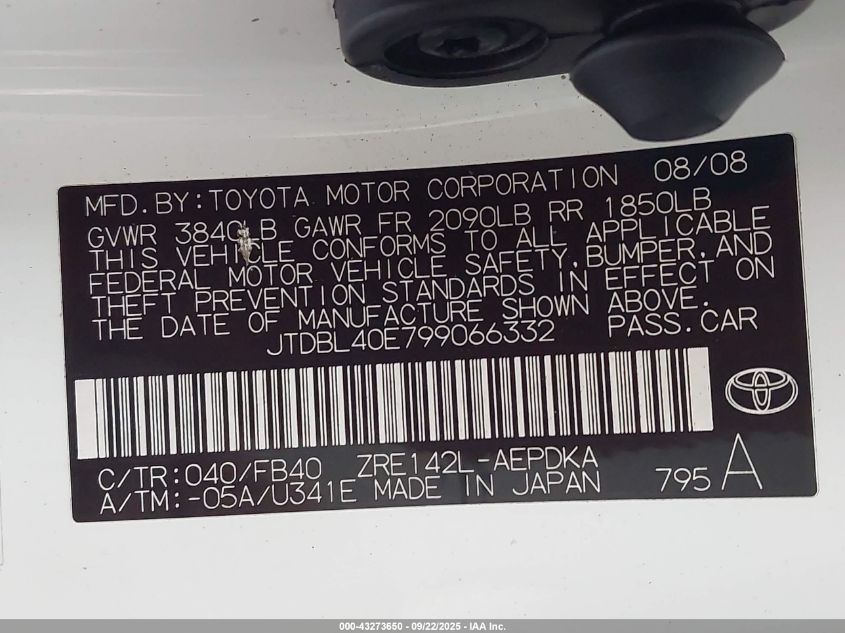 MFD.BY:TOYOTA MOTOR CORPORATION 08/08
GVWR 3840LB GAWR FR 2090LB RR 1850LB
THIS VEHICLE CONFORMS TO ALL APPLICABLE
FEDERAL MOTOR VEHICLE SAFETY,BUMPER,AND
THEFT PREVENTION STANDARDS IN EFFECT ON
THE DATE OF MANUFACTURE SHOWN ABOVE.
JTDBL40E799066332 PASS.CAR
C/TR:040/FB40 ZRE142L-AEPDKA
A/TM:-05A/U341E MADE IN JAPAN 795 A
000-43273650 - 09/22/2025 - IAA Inc.